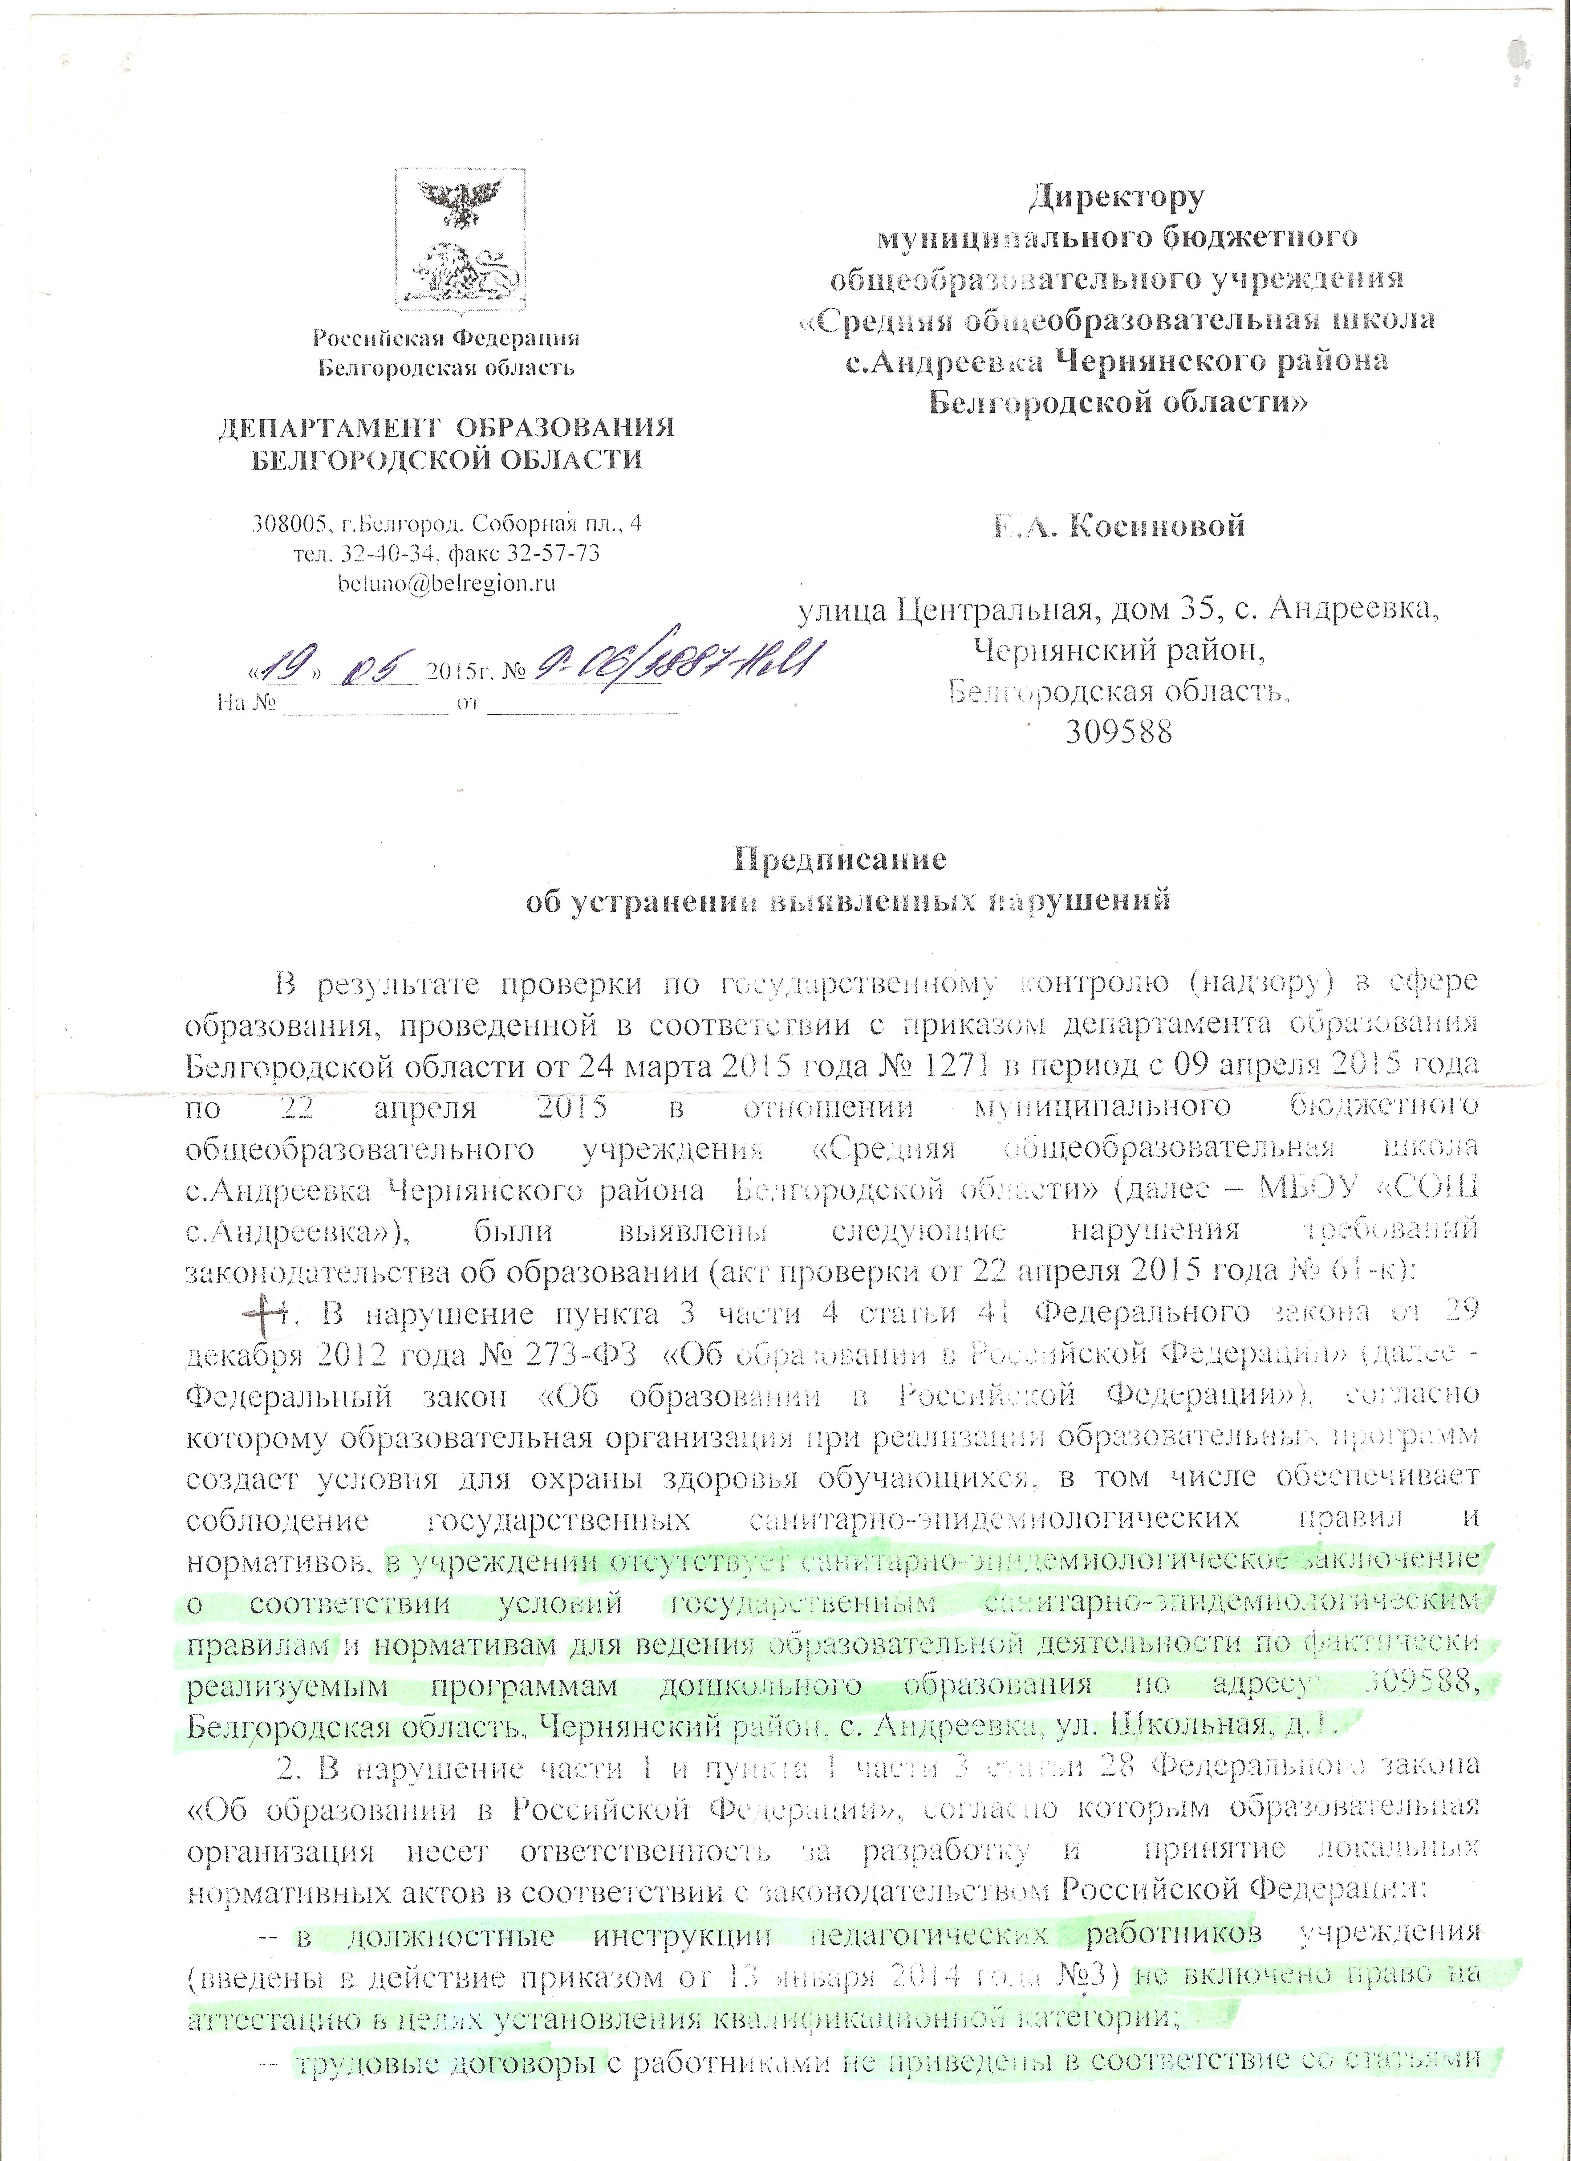 Российская Федерация
Белгородская область
ДЕПАРТАМЕНТ ОБРАЗОВАНИЯ
БЕЛГОРОДСКОЙ ОБЛАСТИ
308005, г.Белгород, Соборная пл., 4
тел. 32-40-34, факс 32-57-73
beluno@belregion.ru
«19» 05 2015г. № 9-06/3887-НМ
На № от
Директору
муниципального бюджетного
общеобразовательного учреждения
«Средняя общеобразовательная школа
с.Андреевка Чернянского района
Белгородской области»
Е.А. Косиновой
улица Центральная, дом 35, с. Андреевка,
Чернянский район,
Белгородская область,
309588
Предписание
об устранении выявленных нарушений
В результате проверки по государственному контролю (надзору) в сфере
образования, проведенной в соответствии с приказом департамента образования
Белгородской области от 24 марта 2015 года № 1271 в период с 09 апреля 2015 года
по 22 апреля 2015 в отношении муниципального бюджетного
общеобразовательного учреждения «Средняя общеобразовательная школа
с.Андреевка Чернянского района Белгородской области» (далее – МБОУ «СОШ
с.Андреевка»), были выявлены следующие нарушения требований
законодательства об образовании (акт проверки от 22 апреля 2015 года № 61-к):
1. В нарушение пункта 3 части 4 статьи 41 Федерального закона от 29
декабря 2012 года № 273-ФЗ «Об образовании в Российской Федерации» (далее -
Федеральный закон «Об образовании в Российской Федерации»), согласно
которому образовательная организация при реализации образовательных программ
создает условия для охраны здоровья обучающихся, в том числе обеспечивает
соблюдение государственных санитарно-эпидемиологических правил и
нормативов, в учреждении отсутствует санитарно-эпидемиологическое заключение
о соответствии условий государственным санитарно-эпидемиологическим
правилам и нормативам для ведения образовательной деятельности по фактически
реализуемым программам дошкольного образования по адресу: 309588,
Белгородская область, Чернянский район, с. Андреевка, ул. Школьная, д.1.
2. В нарушение части 1 и пункта 1 части 3 статьи 28 Федерального закона
«Об образовании в Российской Федерации», согласно которым образовательная
организация несет ответственность за разработку и принятие локальных
нормативных актов в соответствии с законодательством Российской Федерации:
– в должностные инструкции педагогических работников учреждения
(введены в действие приказом от 13 января 2014 года №3) не включено право на
аттестацию в целях установления квалификационной категории;
– трудовые договоры с работниками не приведены в соответствие со статьями